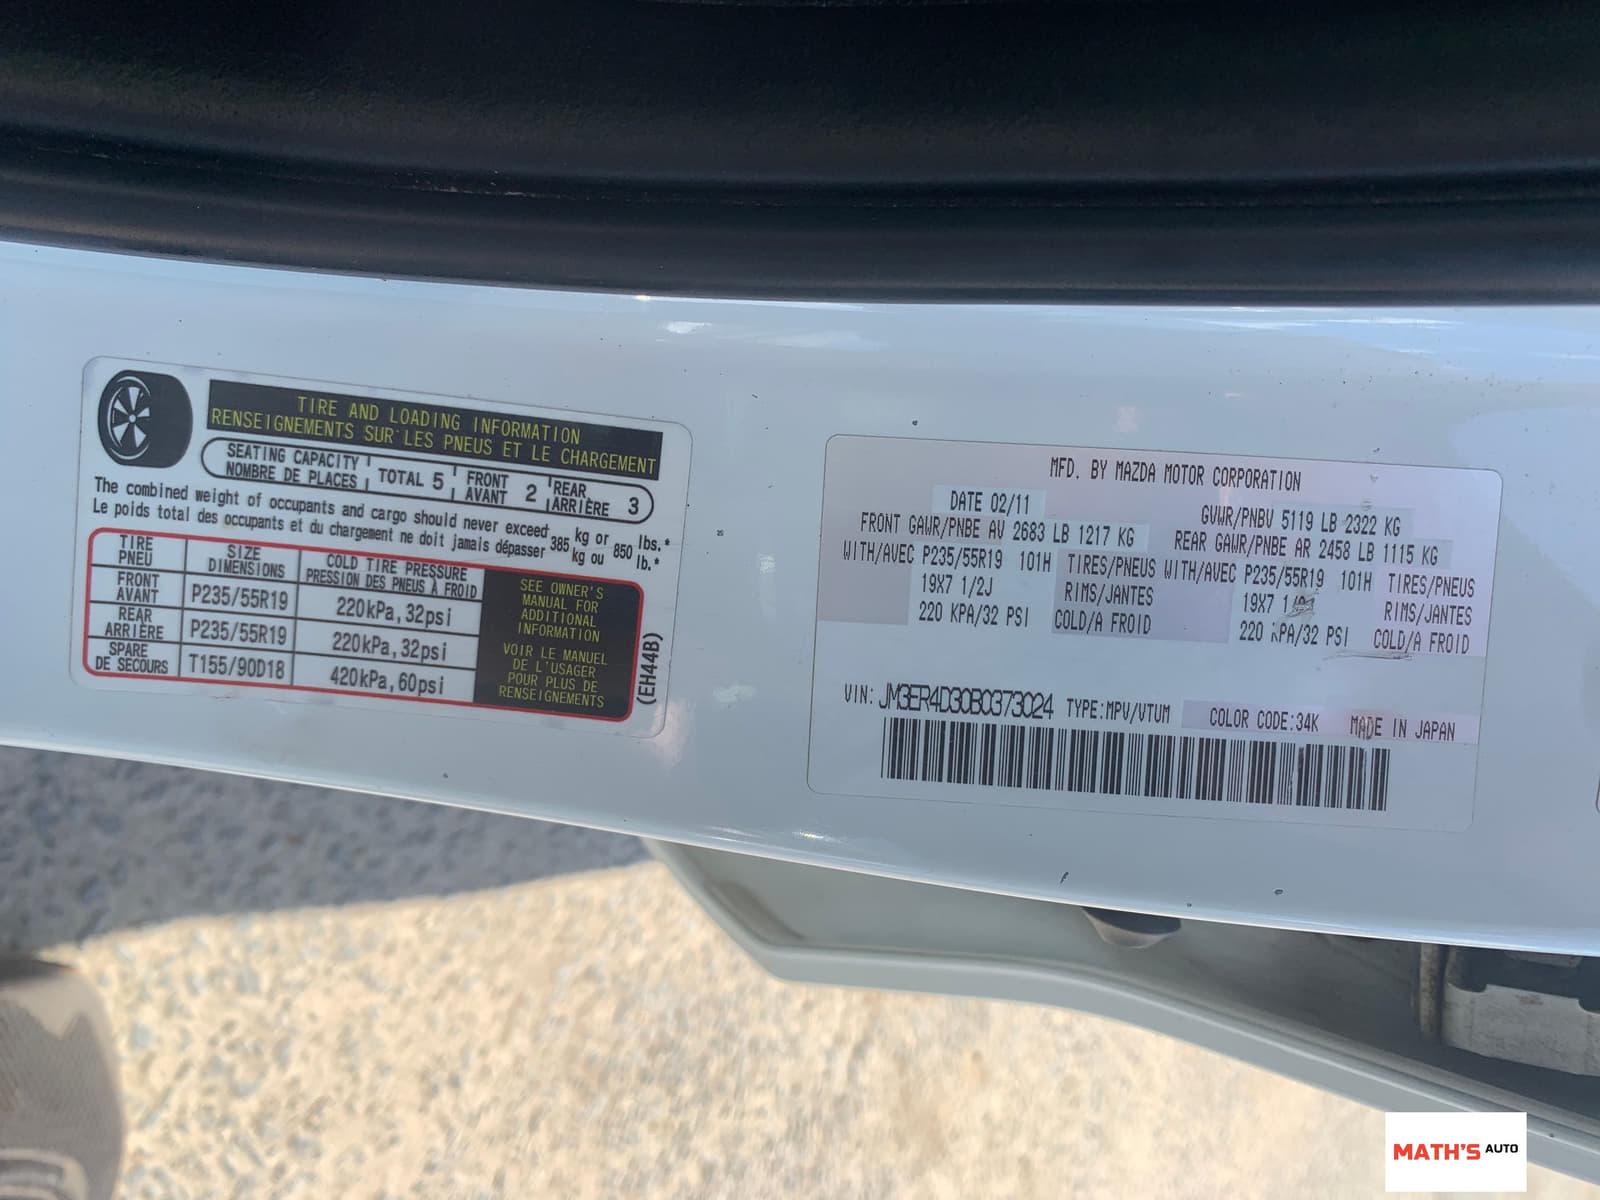 TIRE AND LOADING INFORMATION
RENSEIGNEMENTS SUR LES PNEUS ET LE CHARGEMENT
SEATING CAPACITY
NOMBRE DE PLACES
TOTAL 5
FRONT
AVANT 2
REAR
ARRIÈRE 3
The combined weight of occupants and cargo should never exceed 385 kg or 850 lbs.*
Le poids total des occupants et du chargement ne doit jamais dépasser 385 kg ou 850 lb.*
TIRE
PNEU
SIZE
DIMENSIONS
COLD TIRE PRESSURE
PRESSION DES PNEUS À FROID
FRONT
AVANT
P235/55R19
220kPa, 32psi
REAR
ARRIÈRE
P235/55R19
220kPa, 32psi
SPARE
DE SECOURS
T155/90D18
420kPa, 60psi
SEE OWNER'S
MANUAL FOR
ADDITIONAL
INFORMATION
VOIR LE MANUEL
DE L'USAGER
POUR PLUS DE
RENSEIGNEMENTS
(EH44B)
MFD. BY MAZDA MOTOR CORPORATION
DATE 02/11
GVWR/PNBV 5119 LB 2322 KG
FRONT GAWR/PNBE AV 2683 LB 1217 KG
REAR GAWR/PNBE AR 2458 LB 1115 KG
WITH/AVEC P235/55R19 101H TIRES/PNEUS
WITH/AVEC P235/55R19 101H TIRES/PNEUS
19X7 1/2J RIMS/JANTES
19X7 RIMS/JANTES
220 KPA/32 PSI COLD/A FROID
220 KPA/32 PSI COLD/A FROID
VIN: JM3ER4D30B0373024 TYPE:MPV/VTUM COLOR CODE:34K MADE IN JAPAN
MATH'S AUTO